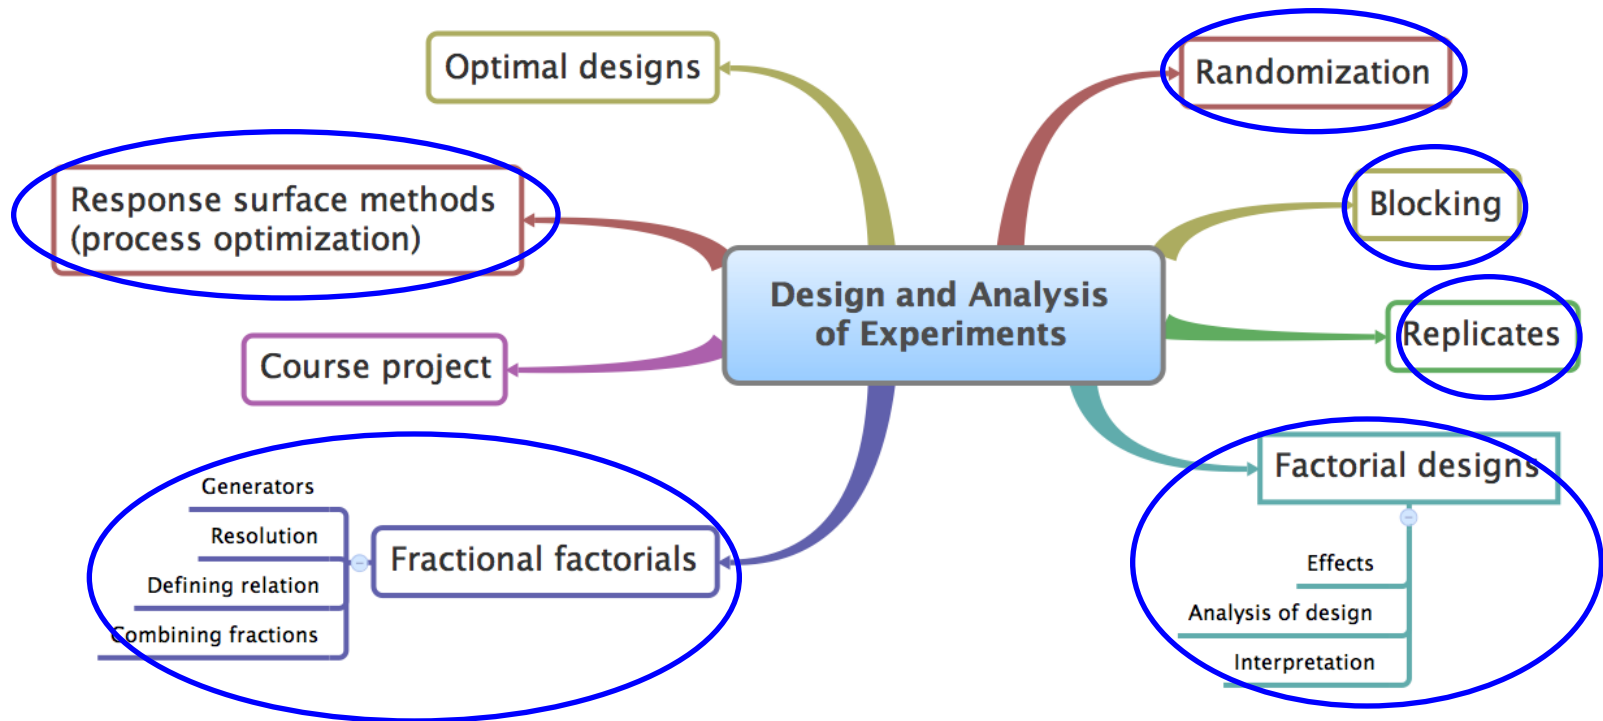 Optimal designs
Randomization
Response surface methods
(process optimization)
Blocking
Design and Analysis
of Experiments
Replicates
Course project
Factorial designs
Effects
Analysis of design
Interpretation
Fractional factorials
Generators
Resolution
Defining relation
Combining fractions